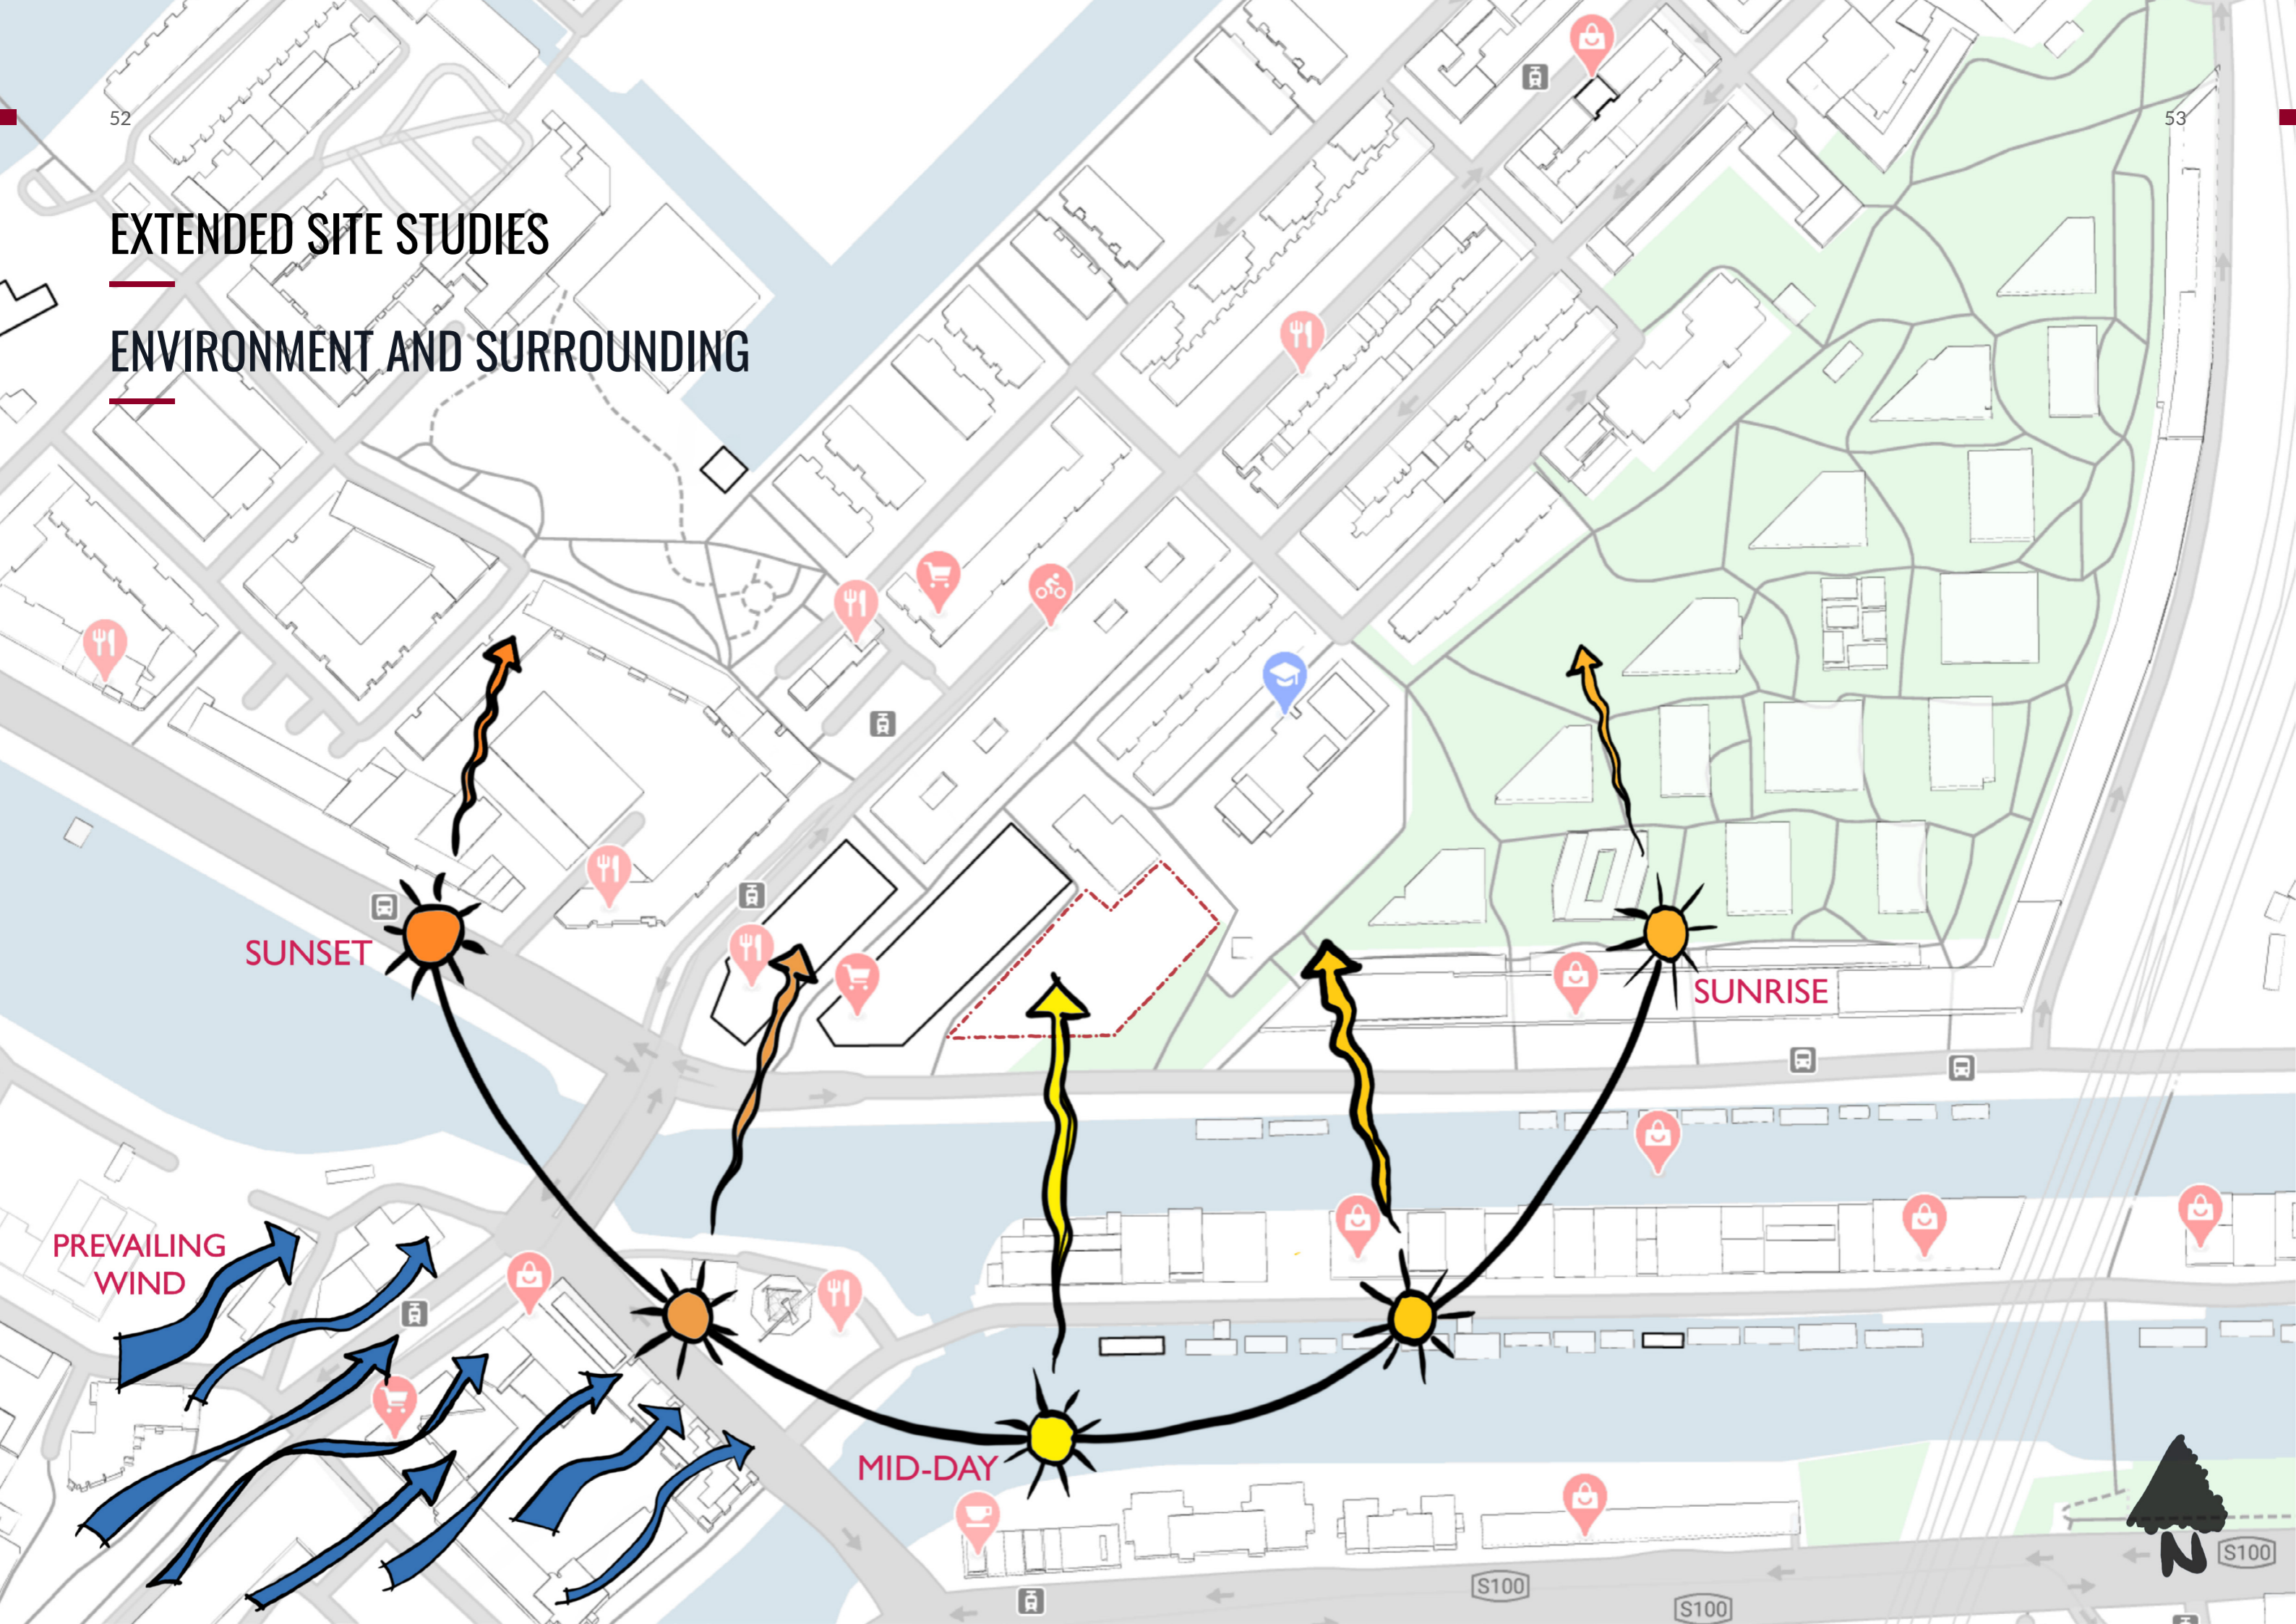 52
53
EXTENDED SITE STUDIES
ENVIRONMENT AND SURROUNDING
SUNSET
SUNRISE
PREVAILING
WIND
MID-DAY
N
S100
S100
S100